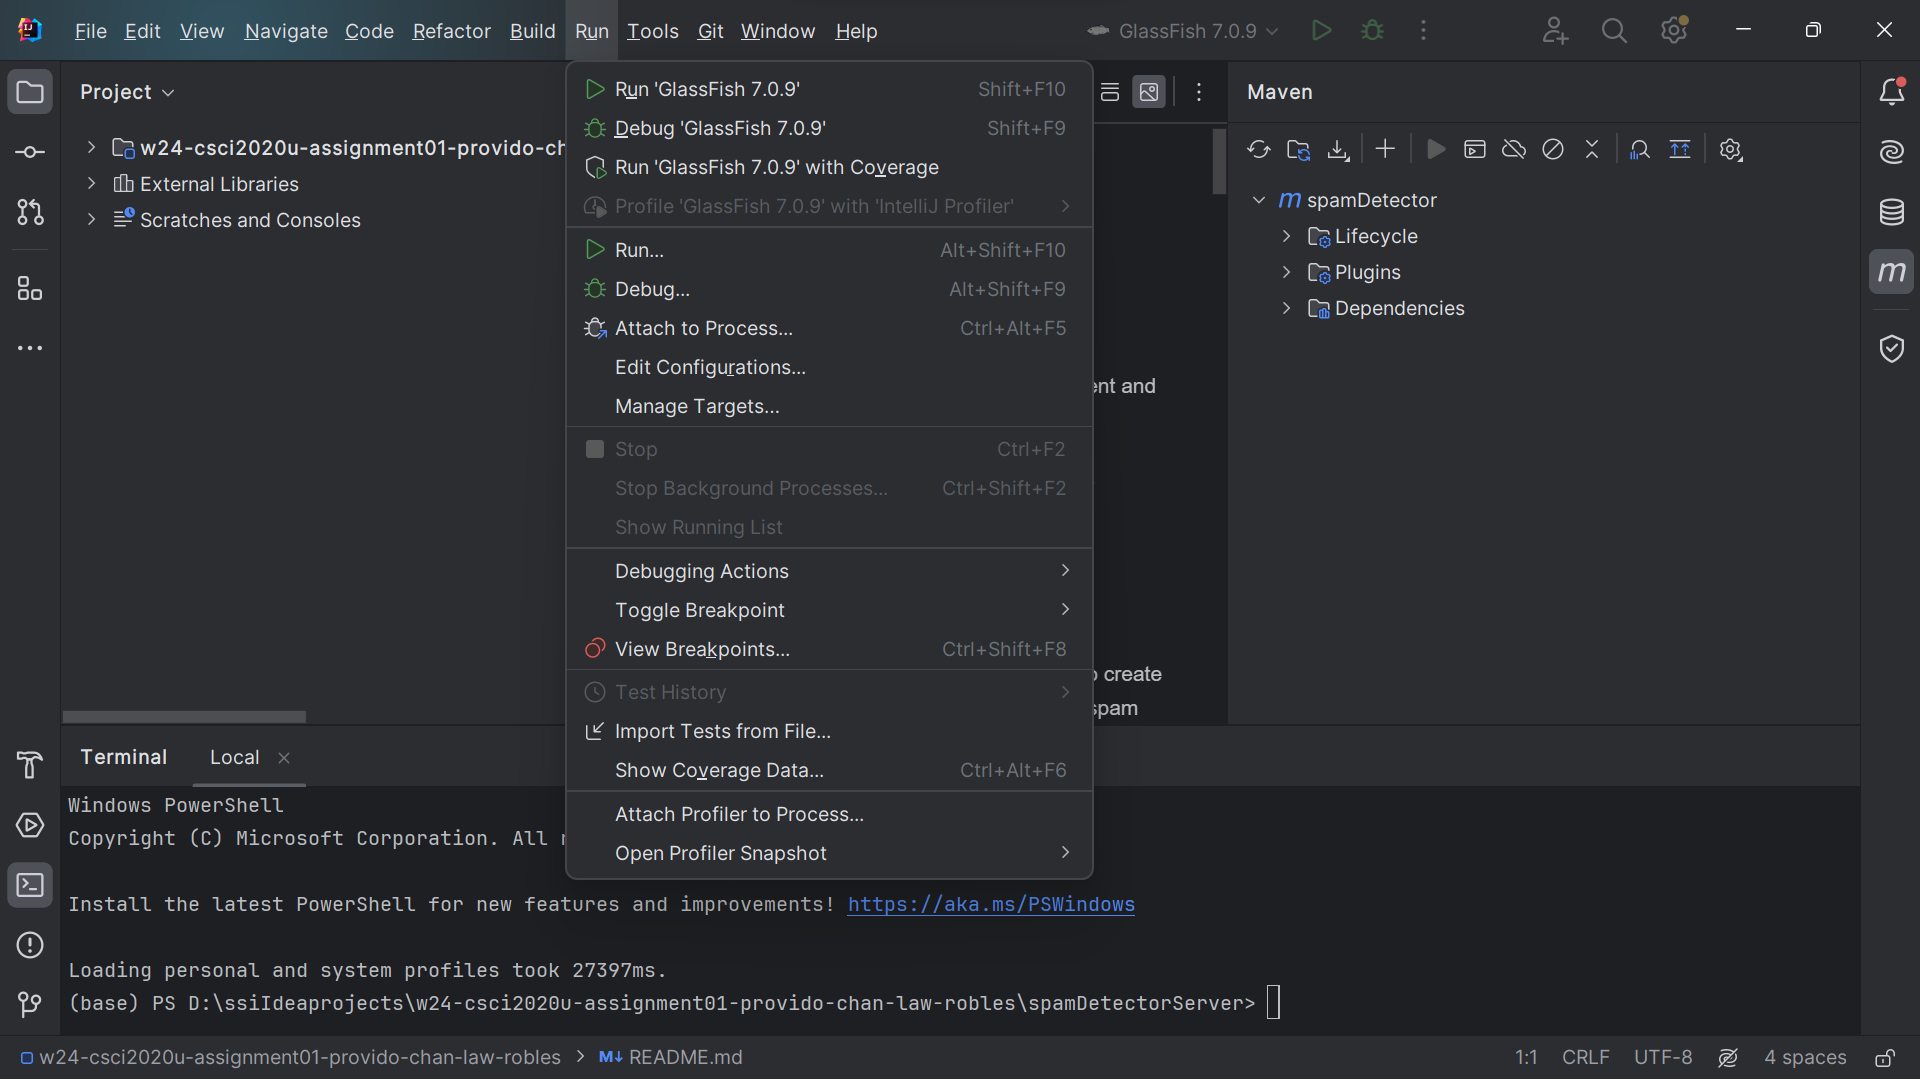 File Edit View Navigate Code Refactor Build Run Tools Git Window Help GlassFish 7.0.9
Project
w24-csci2020u-assignment01-provido-ch
External Libraries
Scratches and Consoles
Run 'GlassFish 7.0.9' Shift+F10
Debug 'GlassFish 7.0.9' Shift+F9
Run 'GlassFish 7.0.9' with Coverage
Profile 'GlassFish 7.0.9' with 'IntelliJ Profiler'
Run... Alt+Shift+F10
Debug... Alt+Shift+F9
Attach to Process... Ctrl+Alt+F5
Edit Configurations...
Manage Targets...
Stop Ctrl+F2
Stop Background Processes... Ctrl+Shift+F2
Show Running List
Debugging Actions
Toggle Breakpoint
View Breakpoints... Ctrl+Shift+F8
Test History
Import Tests from File...
Show Coverage Data... Ctrl+Alt+F6
Attach Profiler to Process...
Open Profiler Snapshot
and
create
spam
Maven
m spamDetector
Lifecycle
Plugins
Dependencies
m
Terminal Local
Windows PowerShell
Copyright (C) Microsoft Corporation. All
Install the latest PowerShell for new features and improvements! https://aka.ms/PSWindows
Loading personal and system profiles took 27397ms.
(base) PS D:\ssiIdeaprojects\w24-csci2020u-assignment01-provido-chan-law-robles\spamDetectorServer>
w24-csci2020u-assignment01-provido-chan-law-robles > M↓ README.md 1:1 CRLF UTF-8 4 spaces